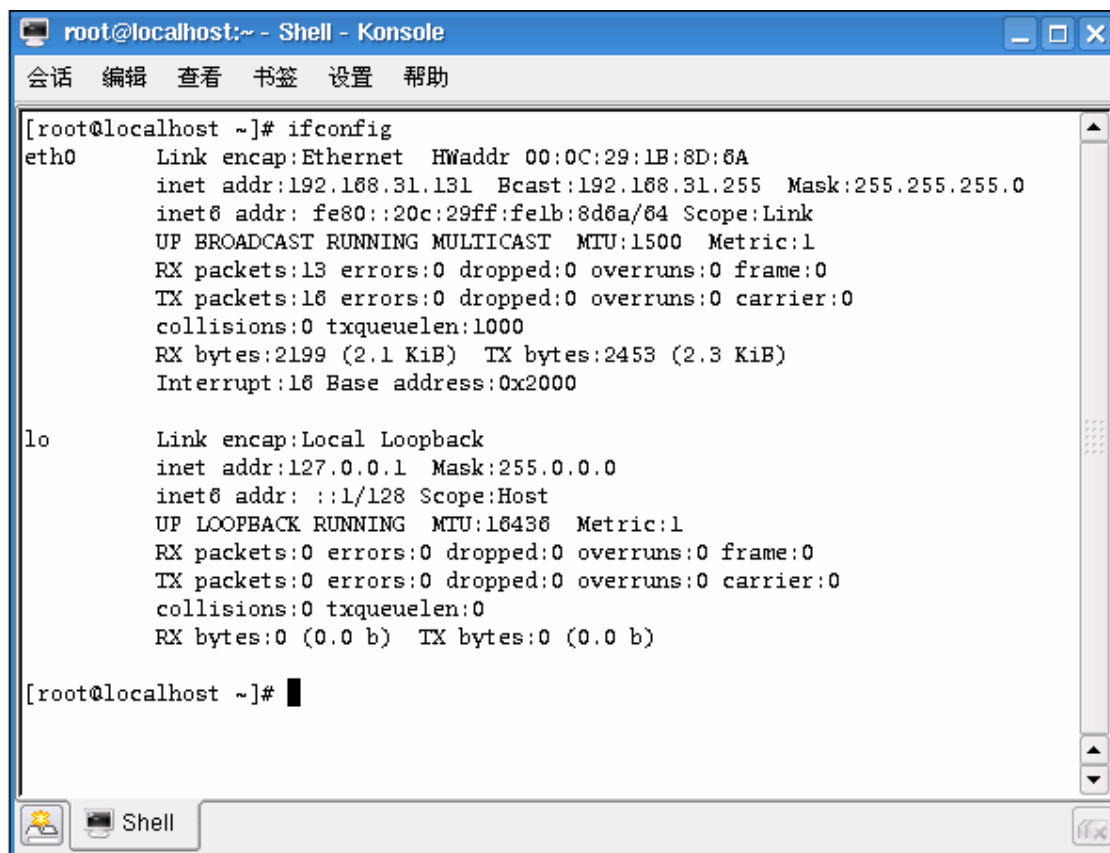 root@localhost:~ - Shell - Konsole
会话 编辑 查看 书签 设置 帮助
[root@localhost ~]# ifconfig
eth0 Link encap:Ethernet HWaddr 00:0C:29:1B:8D:6A
inet addr:192.168.31.131 Bcast:192.168.31.255 Mask:255.255.255.0
inet6 addr: fe80::20c:29ff:fe1b:8d6a/64 Scope:Link
UP BROADCAST RUNNING MULTICAST MTU:1500 Metric:1
RX packets:13 errors:0 dropped:0 overruns:0 frame:0
TX packets:16 errors:0 dropped:0 overruns:0 carrier:0
collisions:0 txqueuelen:1000
RX bytes:2199 (2.1 KiB) TX bytes:2453 (2.3 KiB)
Interrupt:16 Base address:0x2000
lo Link encap:Local Loopback
inet addr:127.0.0.1 Mask:255.0.0.0
inet6 addr: ::1/128 Scope:Host
UP LOOPBACK RUNNING MTU:16436 Metric:1
RX packets:0 errors:0 dropped:0 overruns:0 frame:0
TX packets:0 errors:0 dropped:0 overruns:0 carrier:0
collisions:0 txqueuelen:0
RX bytes:0 (0.0 b) TX bytes:0 (0.0 b)
[root@localhost ~]#
Shell